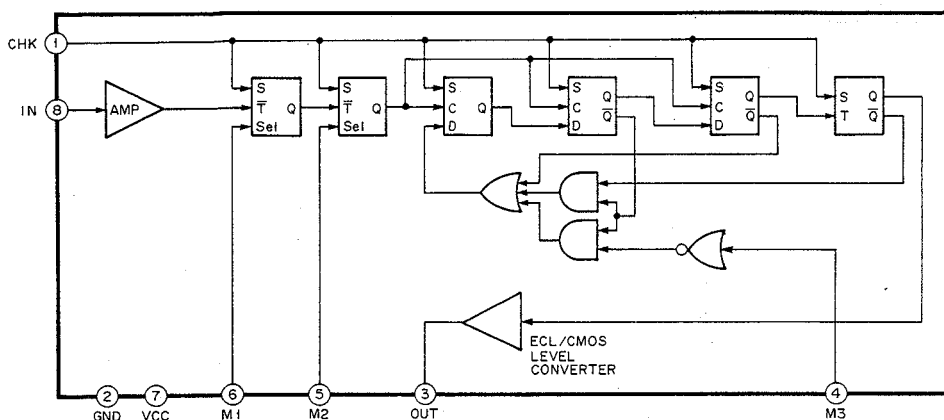 CHK 1
IN 8
AMP
S
T̅ Q
Sel
S
T̅ Q
Sel
S
C Q
D
S
C Q
D Q̅
S Q
C Q̅
D
S Q
T Q̅
ECL/CMOS
LEVEL
CONVERTER
2 7 6 5 3 4
GND VCC M1 M2 OUT M3